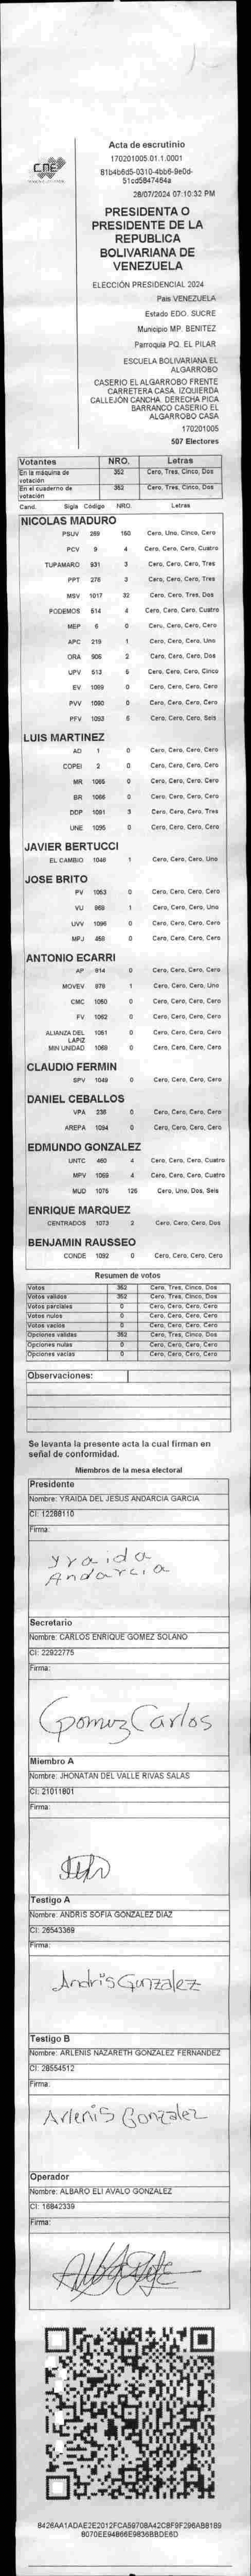 CNE
Acta de escrutinio
170201005.01.1.0001
81b4b6d5-0310-4bb6-9e0d-
51cd5847464a
28/07/2024 07:10:32 PM
PRESIDENTA O
PRESIDENTE DE LA
REPUBLICA
BOLIVARIANA DE
VENEZUELA
ELECCIÓN PRESIDENCIAL 2024
Pais VENEZUELA
Estado EDO. SUCRE
Municipio MP. BENITEZ
Parroquia PQ. EL PILAR
ESCUELA BOLIVARIANA EL
ALGARROBO
CASERIO EL ALGARROBO FRENTE
CARRETERA CASA. IZQUIERDA
CALLEJÓN CANCHA. DERECHA PICA
BARRANCO CASERIO EL
ALGARROBO CASA
170201005
507 Electores
Votantes NRO. Letras
En la máquina de votación 352 Cero, Tres, Cinco, Dos
En el cuaderno de votación 352 Cero, Tres, Cinco, Dos
Cand. Sigla Código NRO. Letras
NICOLAS MADURO
PSUV 269 150 Cero, Uno, Cinco, Cero
PCV 9 4 Cero, Cero, Cero, Cuatro
TUPAMARO 931 3 Cero, Cero, Cero, Tres
PPT 276 3 Cero, Cero, Cero, Tres
MSV 1017 32 Cero, Cero, Tres, Dos
PODEMOS 514 4 Cero, Cero, Cero, Cuatro
MEP 6 0 Cero, Cero, Cero, Cero
APC 219 1 Cero, Cero, Cero, Uno
ORA 906 2 Cero, Cero, Cero, Dos
UPV 513 5 Cero, Cero, Cero, Cinco
EV 1089 0 Cero, Cero, Cero, Cero
PVV 1090 0 Cero, Cero, Cero, Cero
PFV 1093 6 Cero, Cero, Cero, Seis
LUIS MARTINEZ
AD 1 0 Cero, Cero, Cero, Cero
COPEI 2 0 Cero, Cero, Cero, Cero
MR 1065 0 Cero, Cero, Cero, Cero
BR 1066 0 Cero, Cero, Cero, Cero
DDP 1091 3 Cero, Cero, Cero, Tres
UNE 1095 0 Cero, Cero, Cero, Cero
JAVIER BERTUCCI
EL CAMBIO 1046 1 Cero, Cero, Cero, Uno
JOSE BRITO
PV 1053 0 Cero, Cero, Cero, Cero
VU 868 1 Cero, Cero, Cero, Uno
UVV 1096 0 Cero, Cero, Cero, Cero
MPJ 458 0 Cero, Cero, Cero, Cero
ANTONIO ECARRI
AP 914 0 Cero, Cero, Cero, Cero
MOVEV 879 1 Cero, Cero, Cero, Uno
CMC 1050 0 Cero, Cero, Cero, Cero
FV 1062 0 Cero, Cero, Cero, Cero
ALIANZA DEL LAPIZ 1051 0 Cero, Cero, Cero, Cero
MIN UNIDAD 1069 0 Cero, Cero, Cero, Cero
CLAUDIO FERMIN
SPV 1049 0 Cero, Cero, Cero, Cero
DANIEL CEBALLOS
VPA 236 0 Cero, Cero, Cero, Cero
AREPA 1094 0 Cero, Cero, Cero, Cero
EDMUNDO GONZALEZ
UNTC 460 4 Cero, Cero, Cero, Cuatro
MPV 1069 4 Cero, Cero, Cero, Cuatro
MUD 1075 126 Cero, Uno, Dos, Seis
ENRIQUE MARQUEZ
CENTRADOS 1073 2 Cero, Cero, Cero, Dos
BENJAMIN RAUSSEO
CONDE 1092 0 Cero, Cero, Cero, Cero
Resumen de votos
Votos 352 Cero, Tres, Cinco, Dos
Votos validos 352 Cero, Tres, Cinco, Dos
Votos parciales 0 Cero, Cero, Cero, Cero
Votos nulos 0 Cero, Cero, Cero, Cero
Votos vacios 0 Cero, Cero, Cero, Cero
Opciones válidas 352 Cero, Tres, Cinco, Dos
Opciones nulas 0 Cero, Cero, Cero, Cero
Opciones vacias 0 Cero, Cero, Cero, Cero
Observaciones:
Se levanta la presente acta la cual firman en
señal de conformidad.
Miembros de la mesa electoral
Presidente
Nombre: YRAIDA DEL JESUS ANDARCIA GARCIA
CI: 12288110
Firma:
Yraida
Andarcia
Secretario
Nombre: CARLOS ENRIQUE GOMEZ SOLANO
CI: 22922775
Firma:
Gomez Carlos
Miembro A
Nombre: JHONATAN DEL VALLE RIVAS SALAS
CI: 21011801
Firma:
Testigo A
Nombre: ANDRIS SOFIA GONZALEZ DIAZ
CI: 26543369
Firma:
Andris Gonzalez
Testigo B
Nombre: ARLENIS NAZARETH GONZALEZ FERNANDEZ
CI: 28554512
Firma:
Arlenis Gonzalez
Operador
Nombre: ALBARO ELI AVALO GONZALEZ
CI: 16842339
Firma:
8426AA1ADAE2E2012FCA59708A42C8F9F296AB8189
8070EE94866E9836BBDE6D